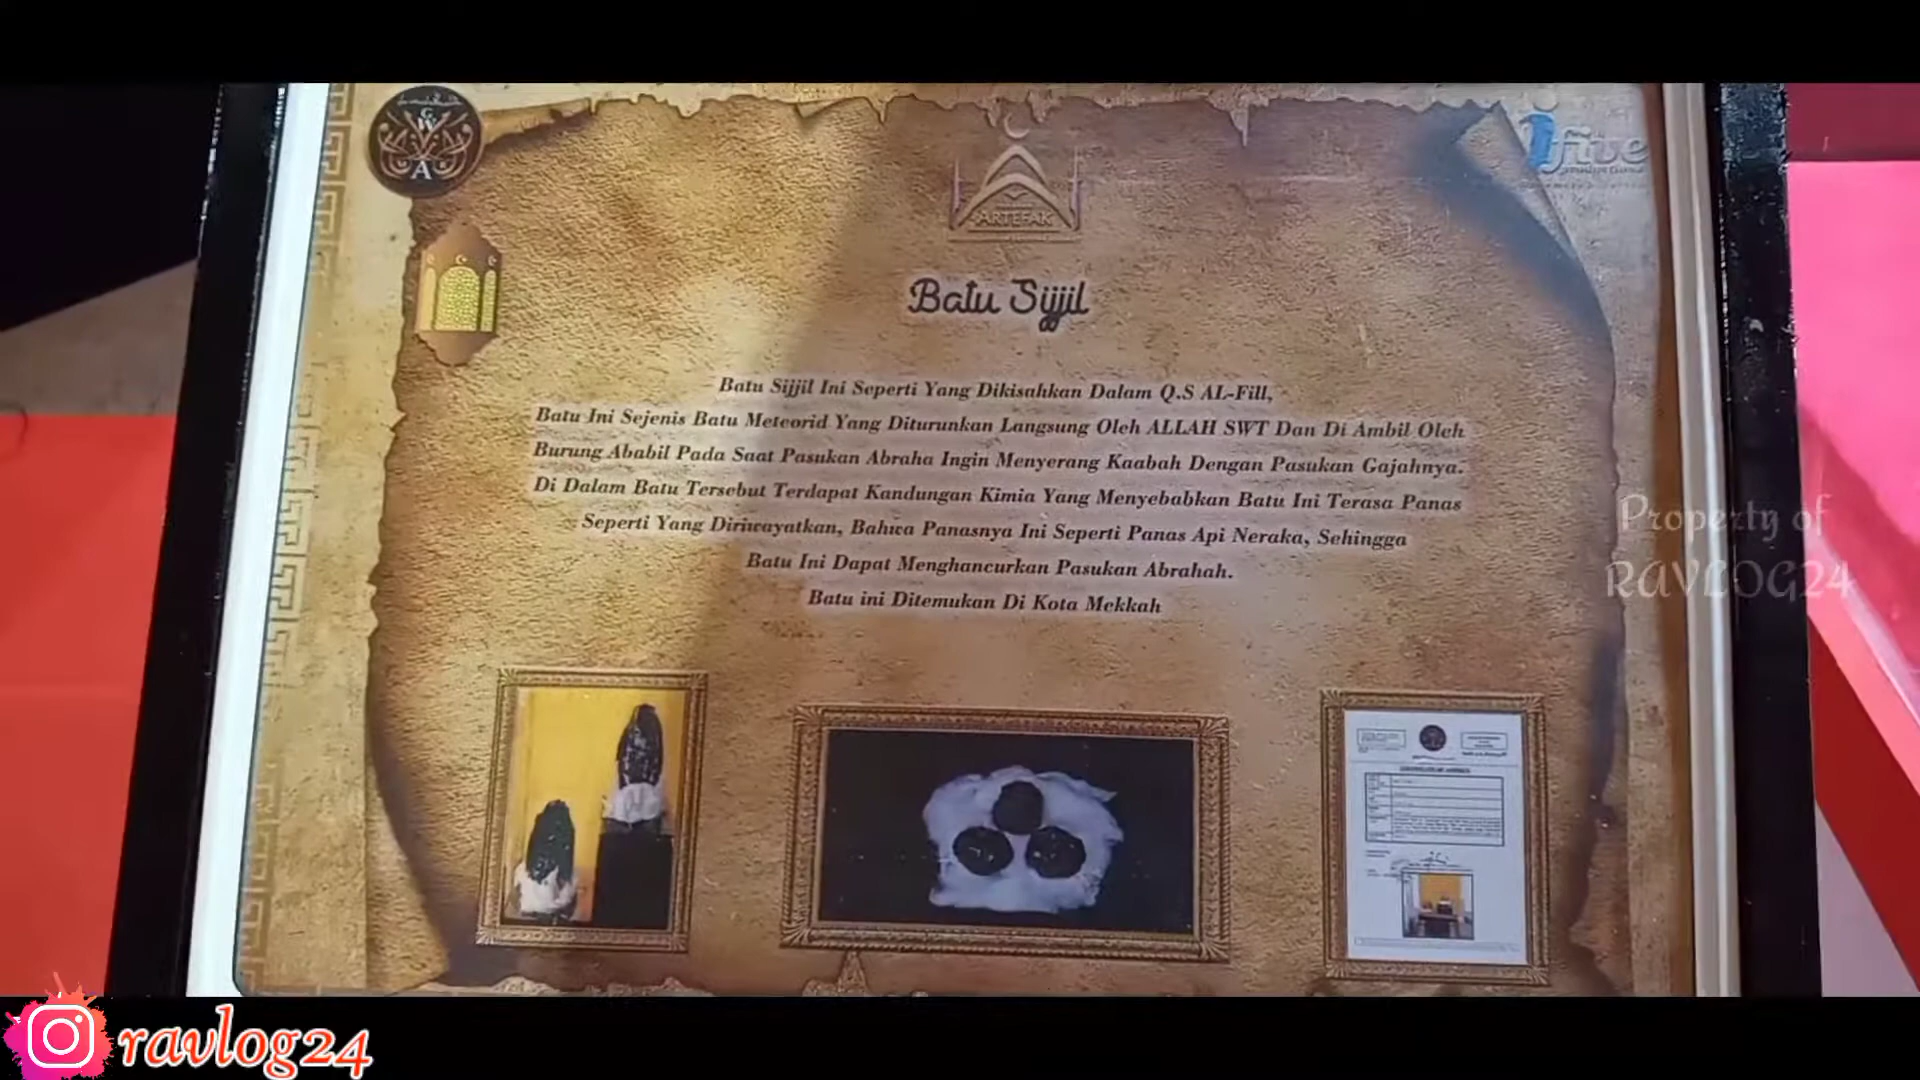 A
ARTEFAK
ifive
Batu Sijjil
Batu Sijjil Ini Seperti Yang Dikisahkan Dalam Q.S AL-Fill,
Batu Ini Sejenis Batu Meteorid Yang Diturunkan Langsung Oleh ALLAH SWT Dan Di Ambil Oleh
Burung Ababil Pada Saat Pasukan Abraha Ingin Menyerang Kaabah Dengan Pasukan Gajahnya.
Di Dalam Batu Tersebut Terdapat Kandungan Kimia Yang Menyebabkan Batu Ini Terasa Panas
Seperti Yang Diriwayatkan, Bahwa Panasnya Ini Seperti Panas Api Neraka, Sehingga
Batu Ini Dapat Menghancurkan Pasukan Abrahah.
Batu ini Ditemukan Di Kota Mekkah
Property of
RAVLOG24
ravlog24